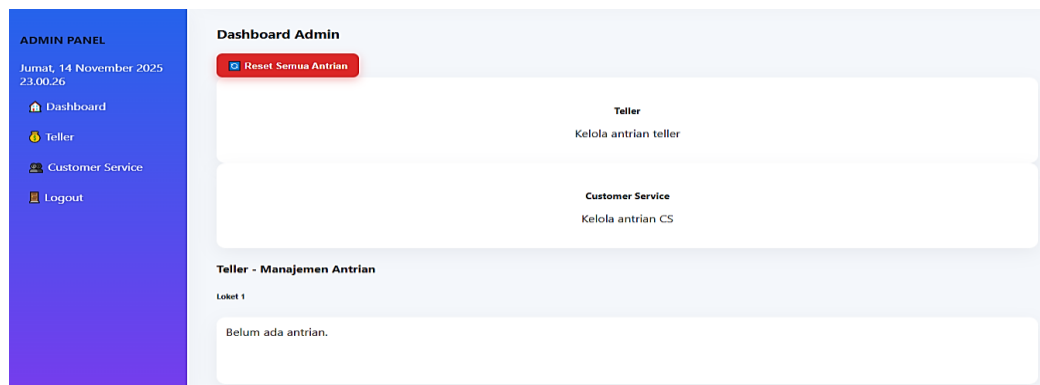 ADMIN PANEL
Jumat, 14 November 2025
23.00.26
Dashboard
Teller
Customer Service
Logout
Dashboard Admin
Reset Semua Antrian
Teller
Kelola antrian teller
Customer Service
Kelola antrian CS
Teller - Manajemen Antrian
Loket 1
Belum ada antrian.